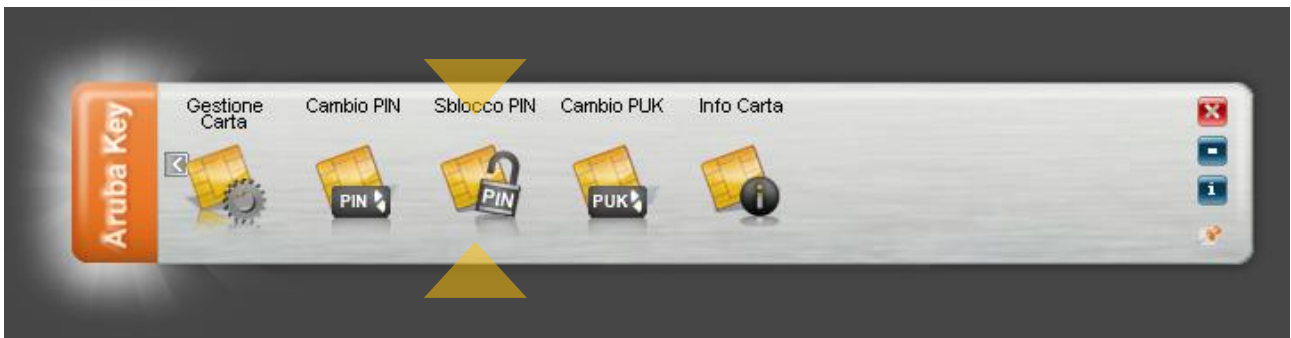 Aruba Key
Gestione
Carta
Cambio PIN
Sblocco PIN
Cambio PUK
Info Carta
PIN
PIN
PUK
i
i